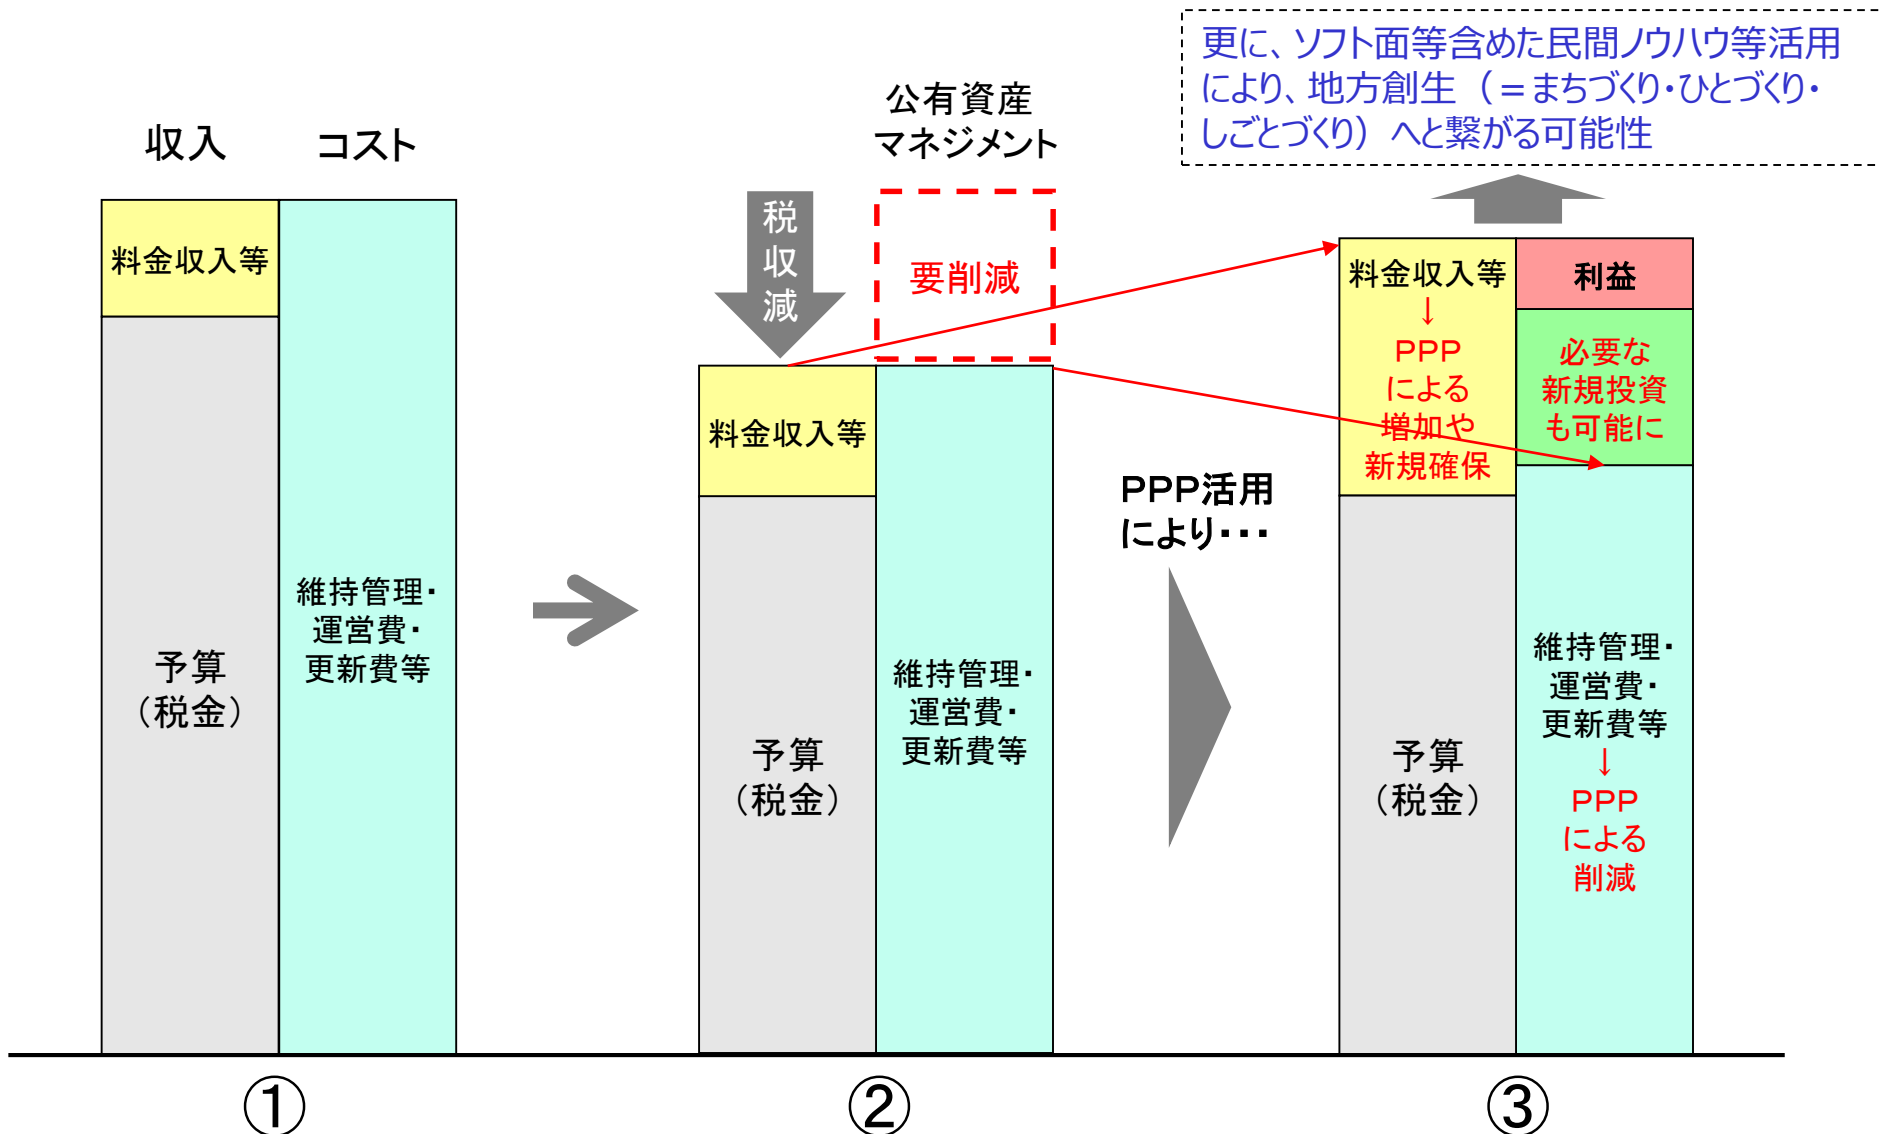 収入
コスト
料金収入等
予算
（税金）
維持管理・
運営費・
更新費等
①
税
収
減
公有資産
マネジメント
要削減
料金収入等
予算
（税金）
維持管理・
運営費・
更新費等
②
PPP活用
により・・・
更に、ソフト面等含めた民間ノウハウ等活用
により、地方創生（＝まちづくり・ひとづくり・
しごとづくり）へと繋がる可能性
料金収入等
↓
PPP
による
増加や
新規確保
予算
（税金）
利益
必要な
新規投資
も可能に
維持管理・
運営費・
更新費等
↓
PPP
による
削減
③